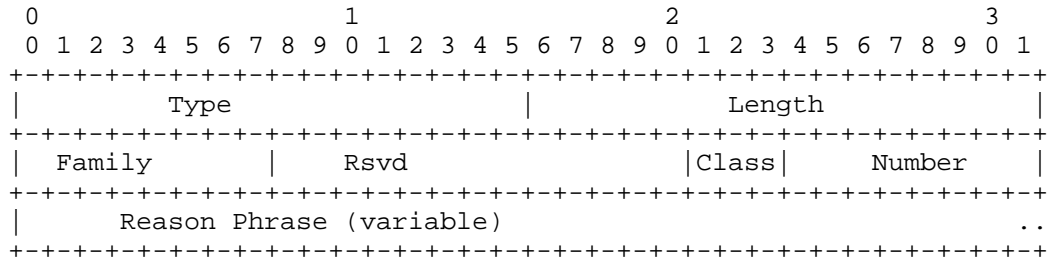 0                   1                   2                   3
 0 1 2 3 4 5 6 7 8 9 0 1 2 3 4 5 6 7 8 9 0 1 2 3 4 5 6 7 8 9 0 1
+-+-+-+-+-+-+-+-+-+-+-+-+-+-+-+-+-+-+-+-+-+-+-+-+-+-+-+-+-+-+-+-+
|         Type                  |            Length             |
+-+-+-+-+-+-+-+-+-+-+-+-+-+-+-+-+-+-+-+-+-+-+-+-+-+-+-+-+-+-+-+-+
|  Family       |    Rsvd                 |Class|     Number    |
+-+-+-+-+-+-+-+-+-+-+-+-+-+-+-+-+-+-+-+-+-+-+-+-+-+-+-+-+-+-+-+-+
|      Reason Phrase (variable)                                ..
+-+-+-+-+-+-+-+-+-+-+-+-+-+-+-+-+-+-+-+-+-+-+-+-+-+-+-+-+-+-+-+-+